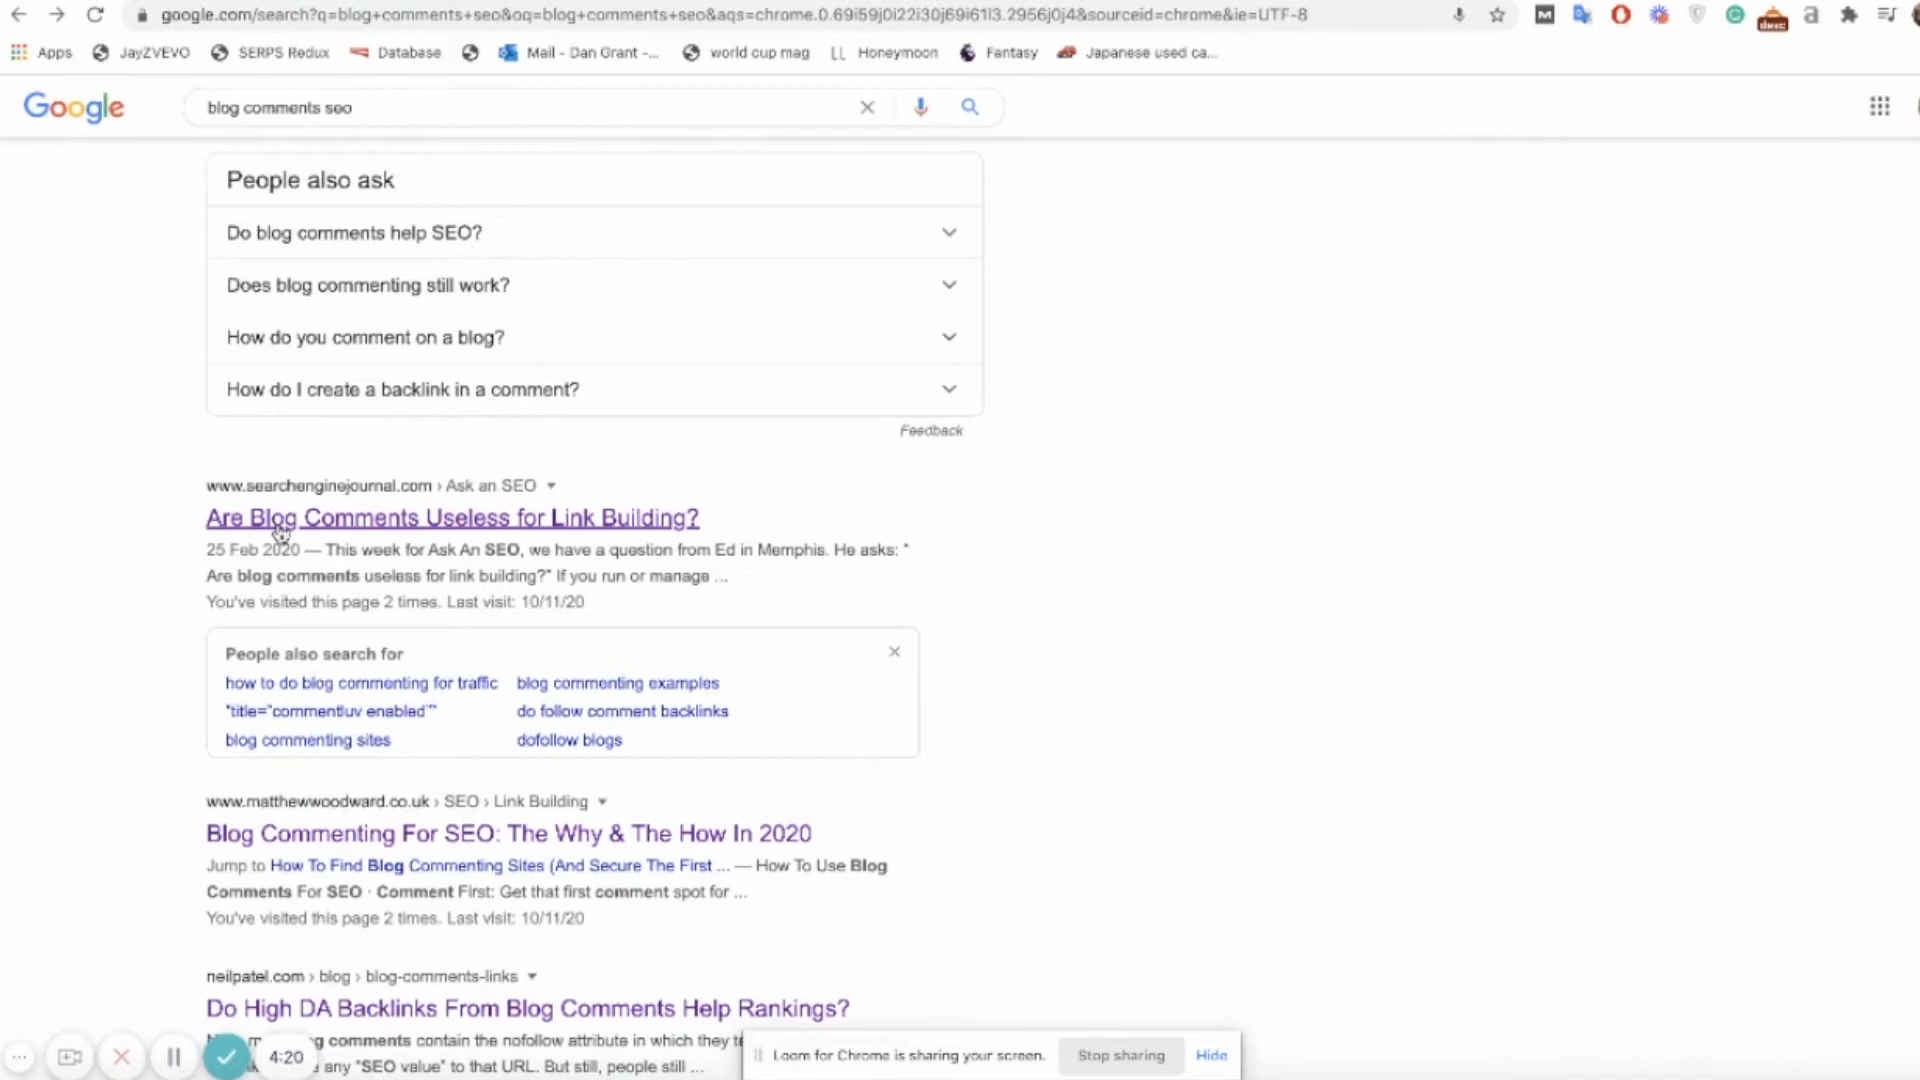 google.com/search?q=blog+comments+seo&oq=blog+comments+seo&aqs=chrome.0.69i59j0i22i30j69i61l3.2956j0j4&sourceid=chrome&ie=UTF-8
Apps JayZVEVO SERPS Redux Database Mail - Dan Grant -... world cup mag Honeymoon Fantasy Japanese used ca...
Google blog comments seo
People also ask
Do blog comments help SEO?
Does blog commenting still work?
How do you comment on a blog?
How do I create a backlink in a comment?
Feedback
www.searchenginejournal.com › Ask an SEO
Are Blog Comments Useless for Link Building?
25 Feb 2020 — This week for Ask An SEO, we have a question from Ed in Memphis. He asks: "
Are blog comments useless for link building?" If you run or manage ...
You've visited this page 2 times. Last visit: 10/11/20
People also search for
how to do blog commenting for traffic blog commenting examples
"title="commentluv enabled"" do follow comment backlinks
blog commenting sites dofollow blogs
www.matthewwoodward.co.uk › SEO › Link Building
Blog Commenting For SEO: The Why & The How In 2020
Jump to How To Find Blog Commenting Sites (And Secure The First ... — How To Use Blog
Comments For SEO · Comment First: Get that first comment spot for ...
You've visited this page 2 times. Last visit: 10/11/20
neilpatel.com › blog › blog-comments-links
Do High DA Backlinks From Blog Comments Help Rankings?
comments contain the nofollow attribute in which they
any "SEO value" to that URL. But still, people still ...
4:20
Loom for Chrome is sharing your screen. Stop sharing Hide